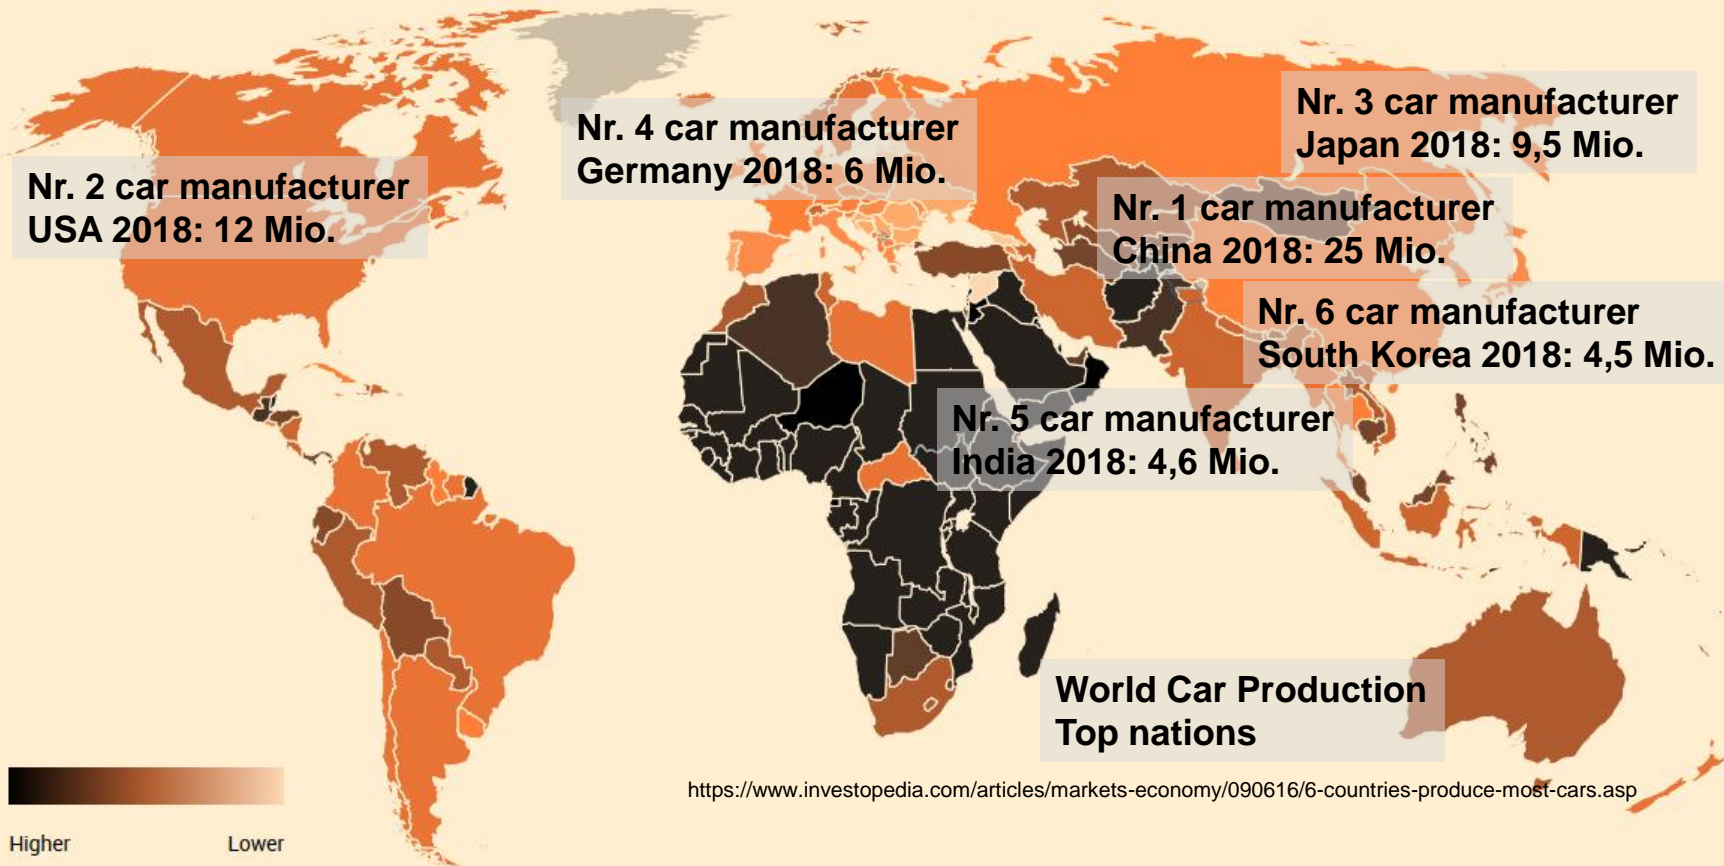 Nr. 2 car manufacturer
USA 2018: 12 Mio.
Nr. 4 car manufacturer
Germany 2018: 6 Mio.
Nr. 3 car manufacturer
Japan 2018: 9,5 Mio.
Nr. 1 car manufacturer
China 2018: 25 Mio.
Nr. 6 car manufacturer
South Korea 2018: 4,5 Mio.
Nr. 5 car manufacturer
India 2018: 4,6 Mio.
World Car Production
Top nations
https://www.investopedia.com/articles/markets-economy/090616/6-countries-produce-most-cars.asp
Higher Lower